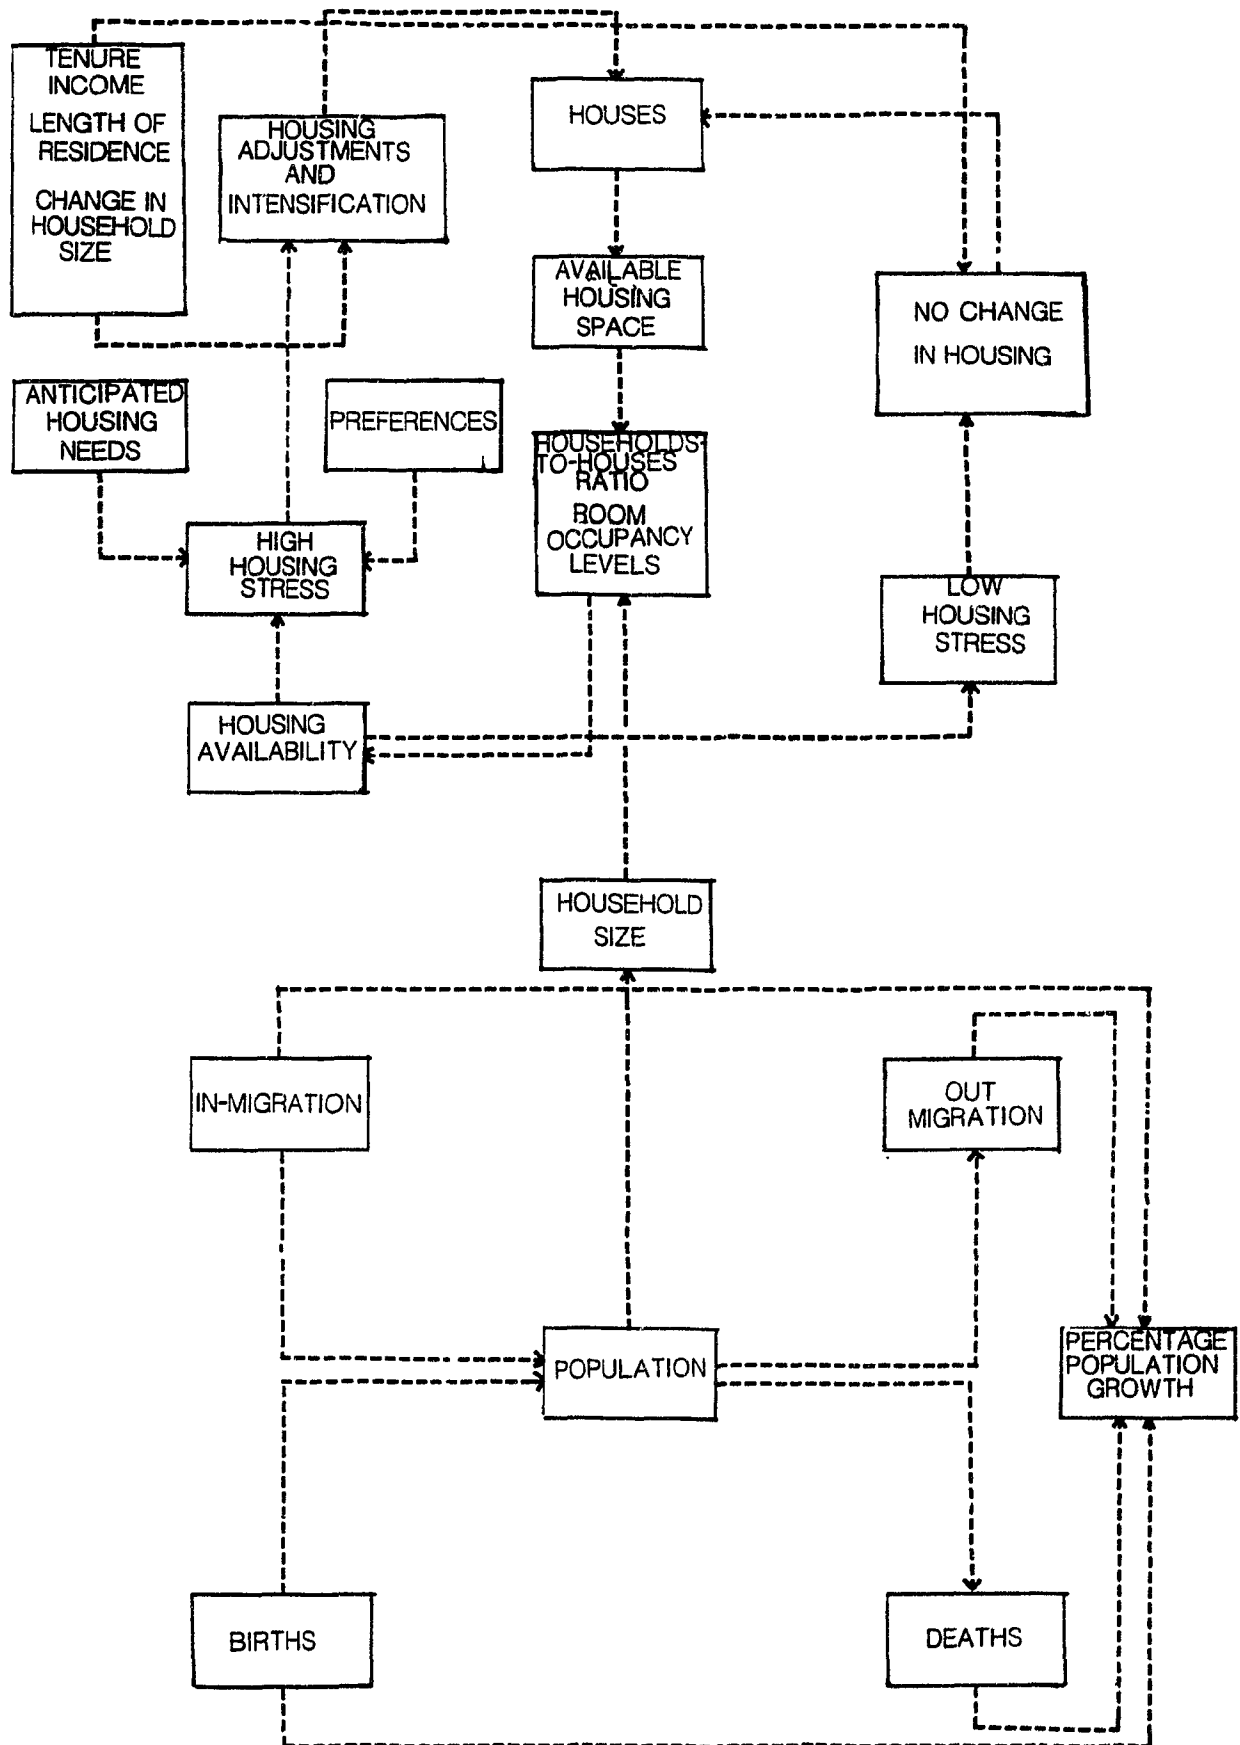 TENURE
INCOME
LENGTH OF
RESIDENCE
CHANGE IN
HOUSEHOLD
SIZE
HOUSING
ADJUSTMENTS
AND
INTENSIFICATION
HOUSES
AVAILABLE
HOUSING
SPACE
NO CHANGE
IN HOUSING
ANTICIPATED
HOUSING
NEEDS
PREFERENCES
HOUSEHOLDS-
TO-HOUSES
RATIO
ROOM
OCCUPANCY
LEVELS
HIGH
HOUSING
STRESS
LOW
HOUSING
STRESS
HOUSING
AVAILABILITY
HOUSEHOLD
SIZE
IN-MIGRATION
OUT
MIGRATION
POPULATION
PERCENTAGE
POPULATION
GROWTH
BIRTHS
DEATHS